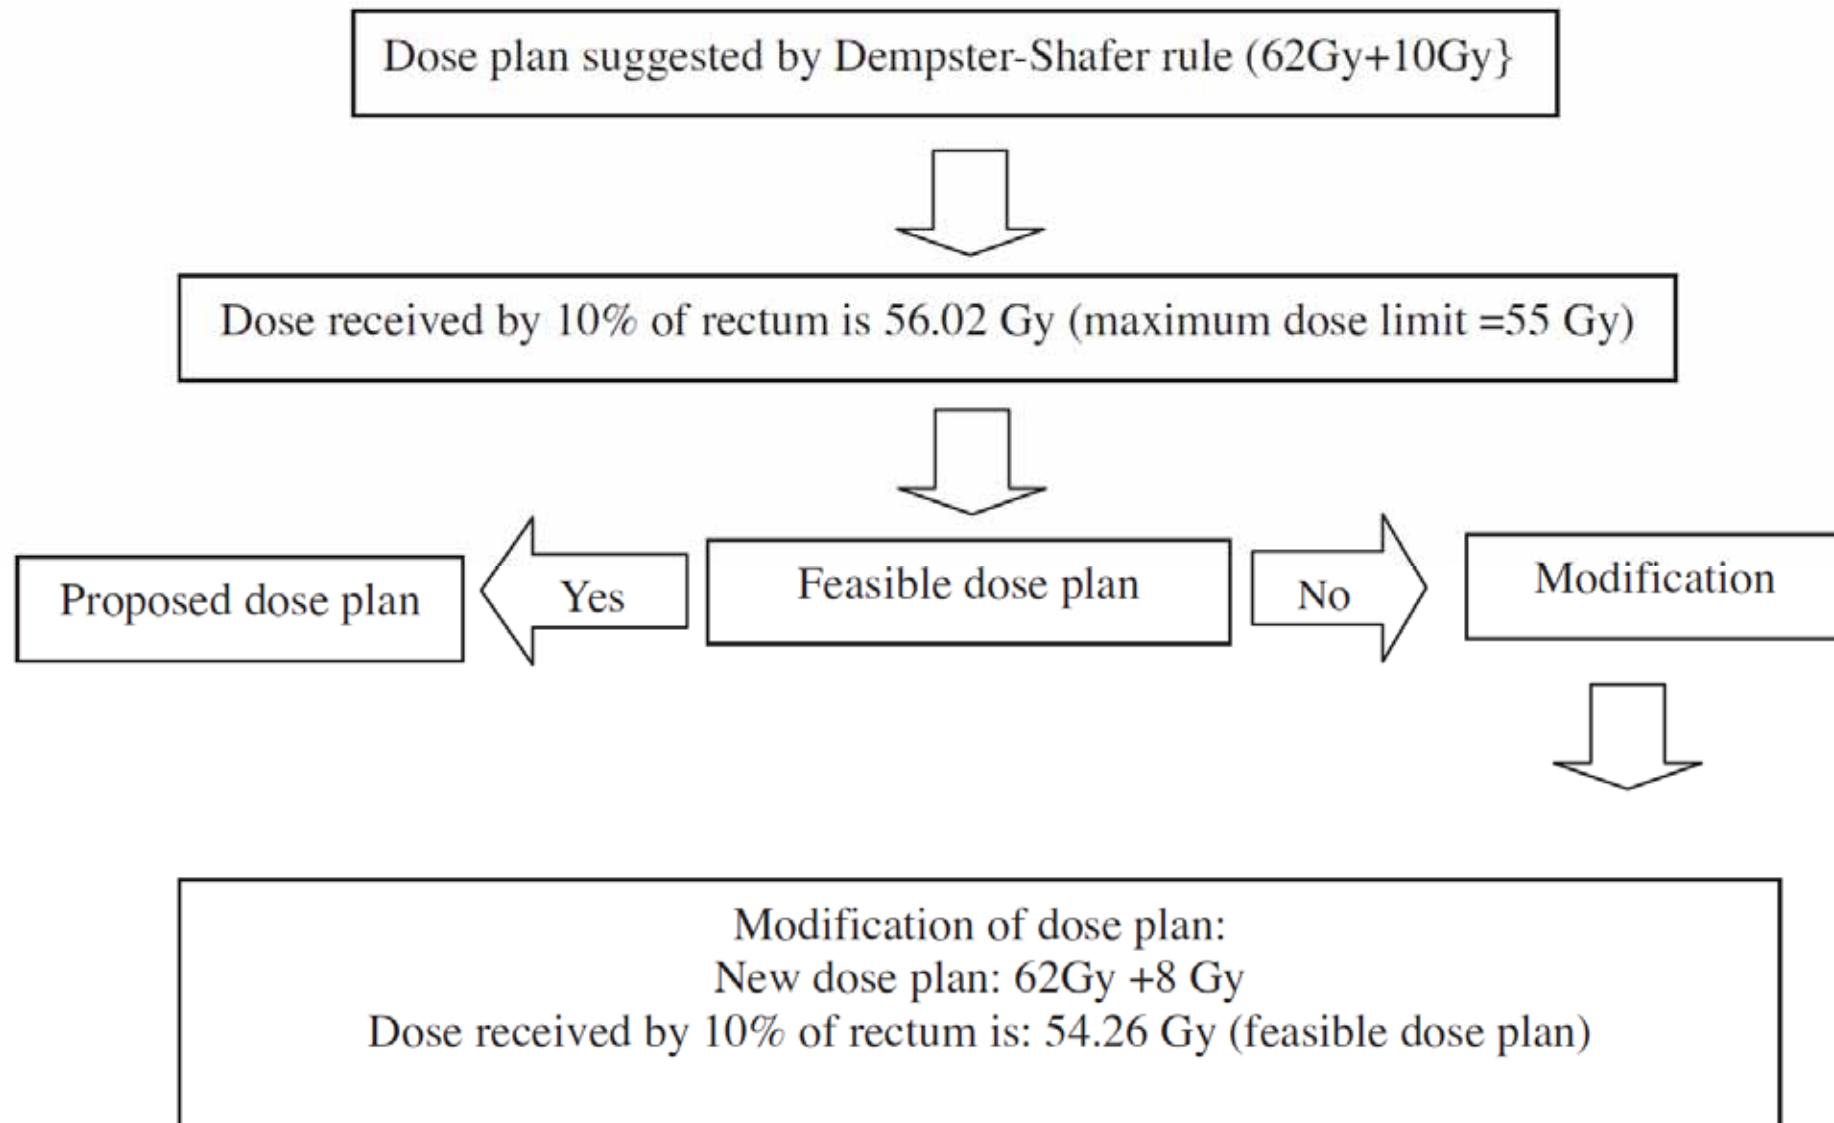 Dose plan suggested by Dempster-Shafer rule (62Gy+10Gy}
Dose received by 10% of rectum is 56.02 Gy (maximum dose limit =55 Gy)
Proposed dose plan
Yes
Feasible dose plan
No
Modification
Modification of dose plan:
New dose plan: 62Gy +8 Gy
Dose received by 10% of rectum is: 54.26 Gy (feasible dose plan)